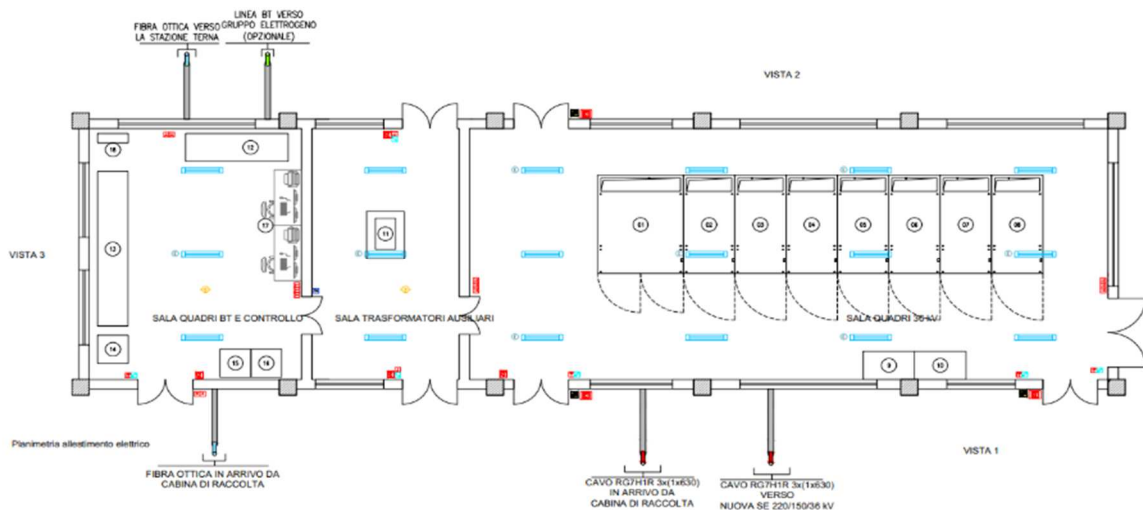 FIBRA OTTICA VERSO
LA STAZIONE TERNA
LINEA BT VERSO
GRUPPO ELETTROGENO
(OPZIONALE)
VISTA 2
18
12
13
17
11
01
02
03
04
05
06
07
08
VISTA 3
SALA QUADRI BT E CONTROLLO
SALA TRASFORMATORI AUSILIARI
SALA QUADRI 36 kV
14
15
16
9
10
Planimetria allestimento elettrico
VISTA 1
FIBRA OTTICA IN ARRIVO DA
CABINA DI RACCOLTA
CAVO RG7H1R 3x(1x630)
IN ARRIVO DA
CABINA DI RACCOLTA
CAVO RG7H1R 3x(1x630)
VERSO
NUOVA SE 220/150/36 kV